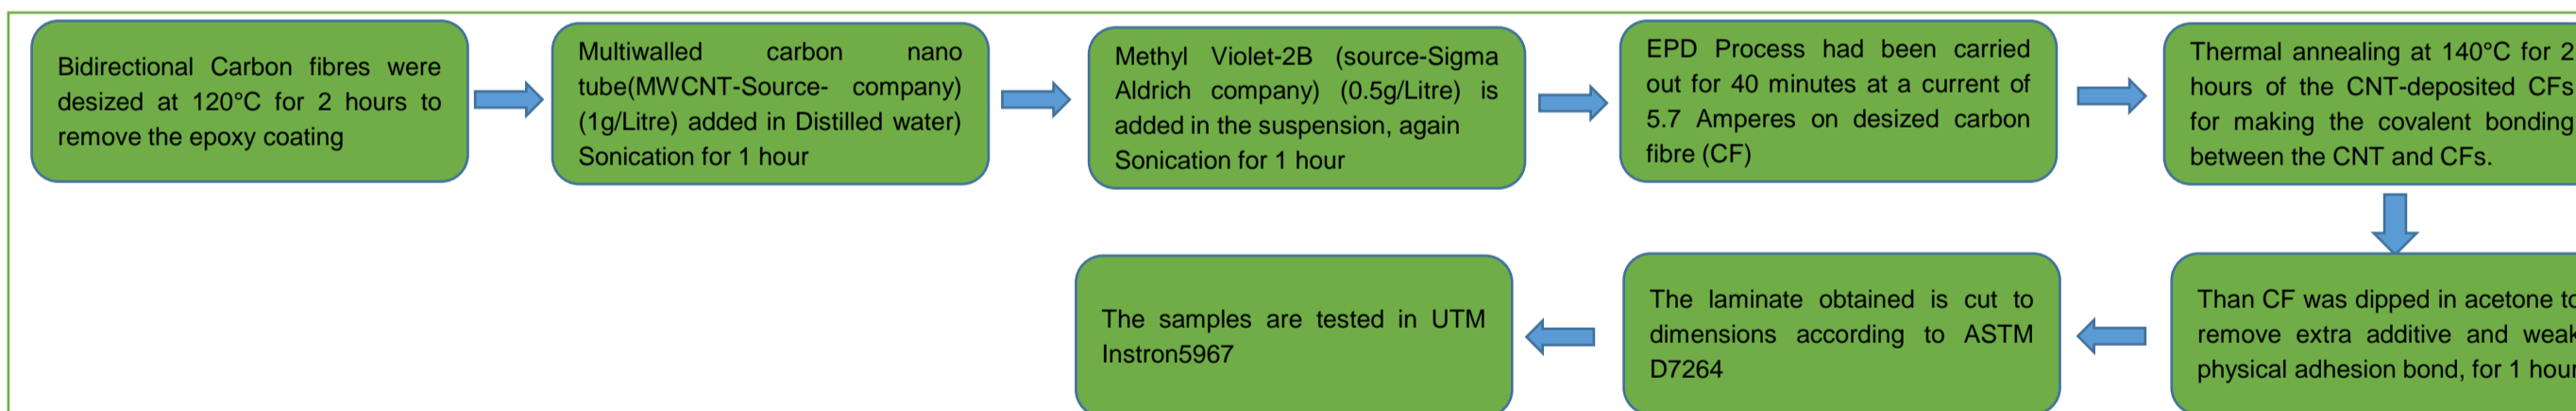 Bidirectional Carbon fibres were
desized at 120°C for 2 hours to
remove the epoxy coating
Multiwalled carbon nano
tube(MWCNT-Source- company)
(1g/Litre) added in Distilled water)
Sonication for 1 hour
Methyl Violet-2B (source-Sigma
Aldrich company) (0.5g/Litre) is
added in the suspension, again
Sonication for 1 hour
EPD Process had been carried
out for 40 minutes at a current of
5.7 Amperes on desized carbon
fibre (CF)
Thermal annealing at 140°C for 2
hours of the CNT-deposited CFs
for making the covalent bonding
between the CNT and CFs.
Than CF was dipped in acetone to
remove extra additive and weak
physical adhesion bond, for 1 hour
The laminate obtained is cut to
dimensions according to ASTM
D7264
The samples are tested in UTM
Instron5967